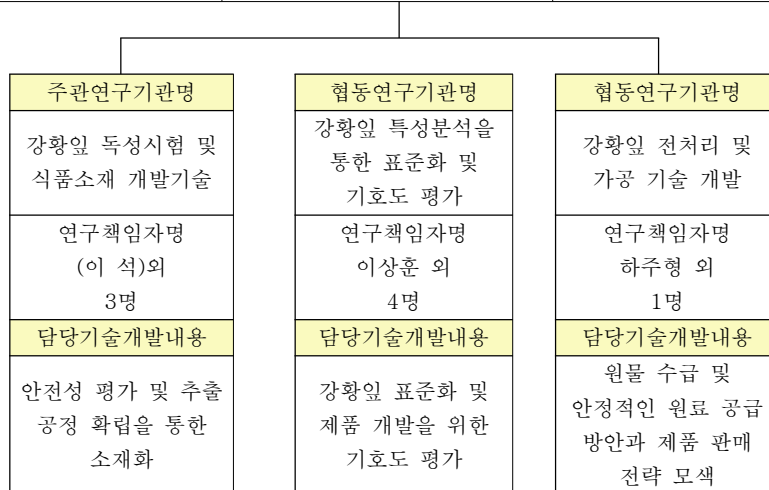 주관연구기관명
강황잎 독성시험 및
식품소재 개발기술
연구책임자명
(이 석)외
3명
담당기술개발내용
안전성 평가 및 추출
공정 확립을 통한
소재화
협동연구기관명
강황잎 특성분석을
통한 표준화 및
기호도 평가
연구책임자명
이상훈 외
4명
담당기술개발내용
강황잎 표준화 및
제품 개발을 위한
기호도 평가
협동연구기관명
강황잎 전처리 및
가공 기술 개발
연구책임자명
하주형 외
1명
담당기술개발내용
원물 수급 및
안정적인 원료 공급
방안과 제품 판매
전략 모색